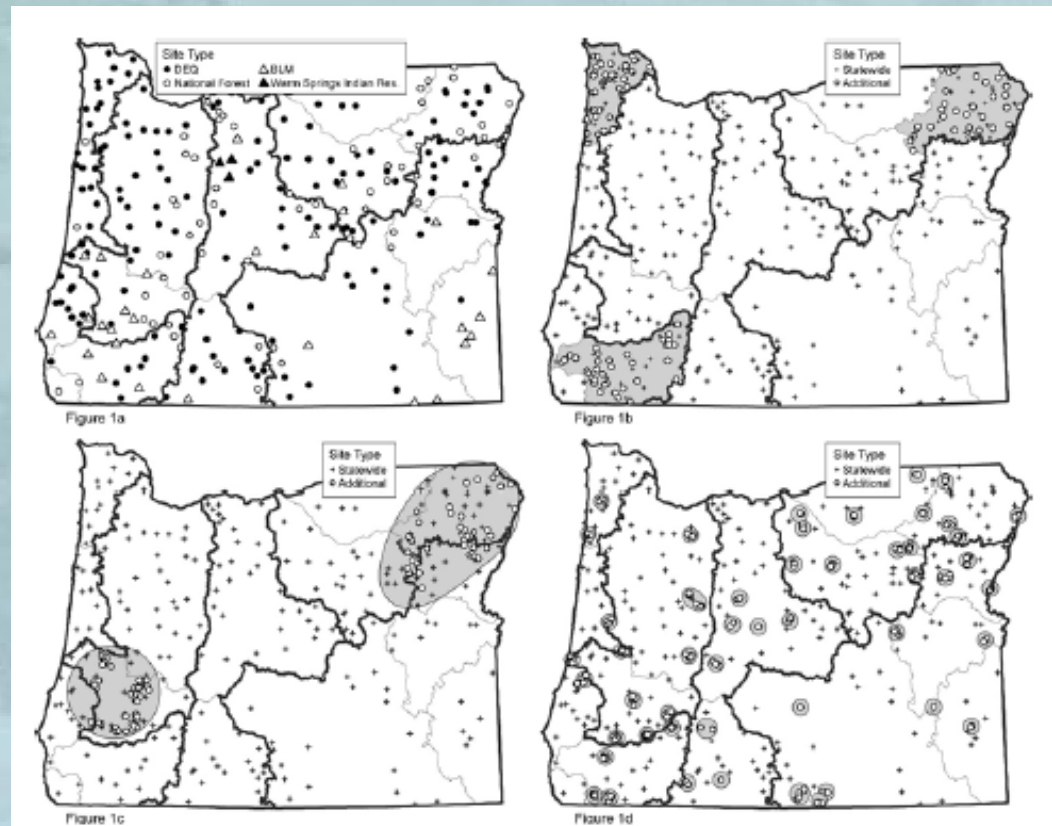 Site Type
DEQ
BLM
National Forest
Warm Springs Indian Res.
Figure 1a
Site Type
Statewide
Additional
Figure 1b
Site Type
Statewide
Additional
Figure 1c
Site Type
Statewide
Additional
Figure 1d